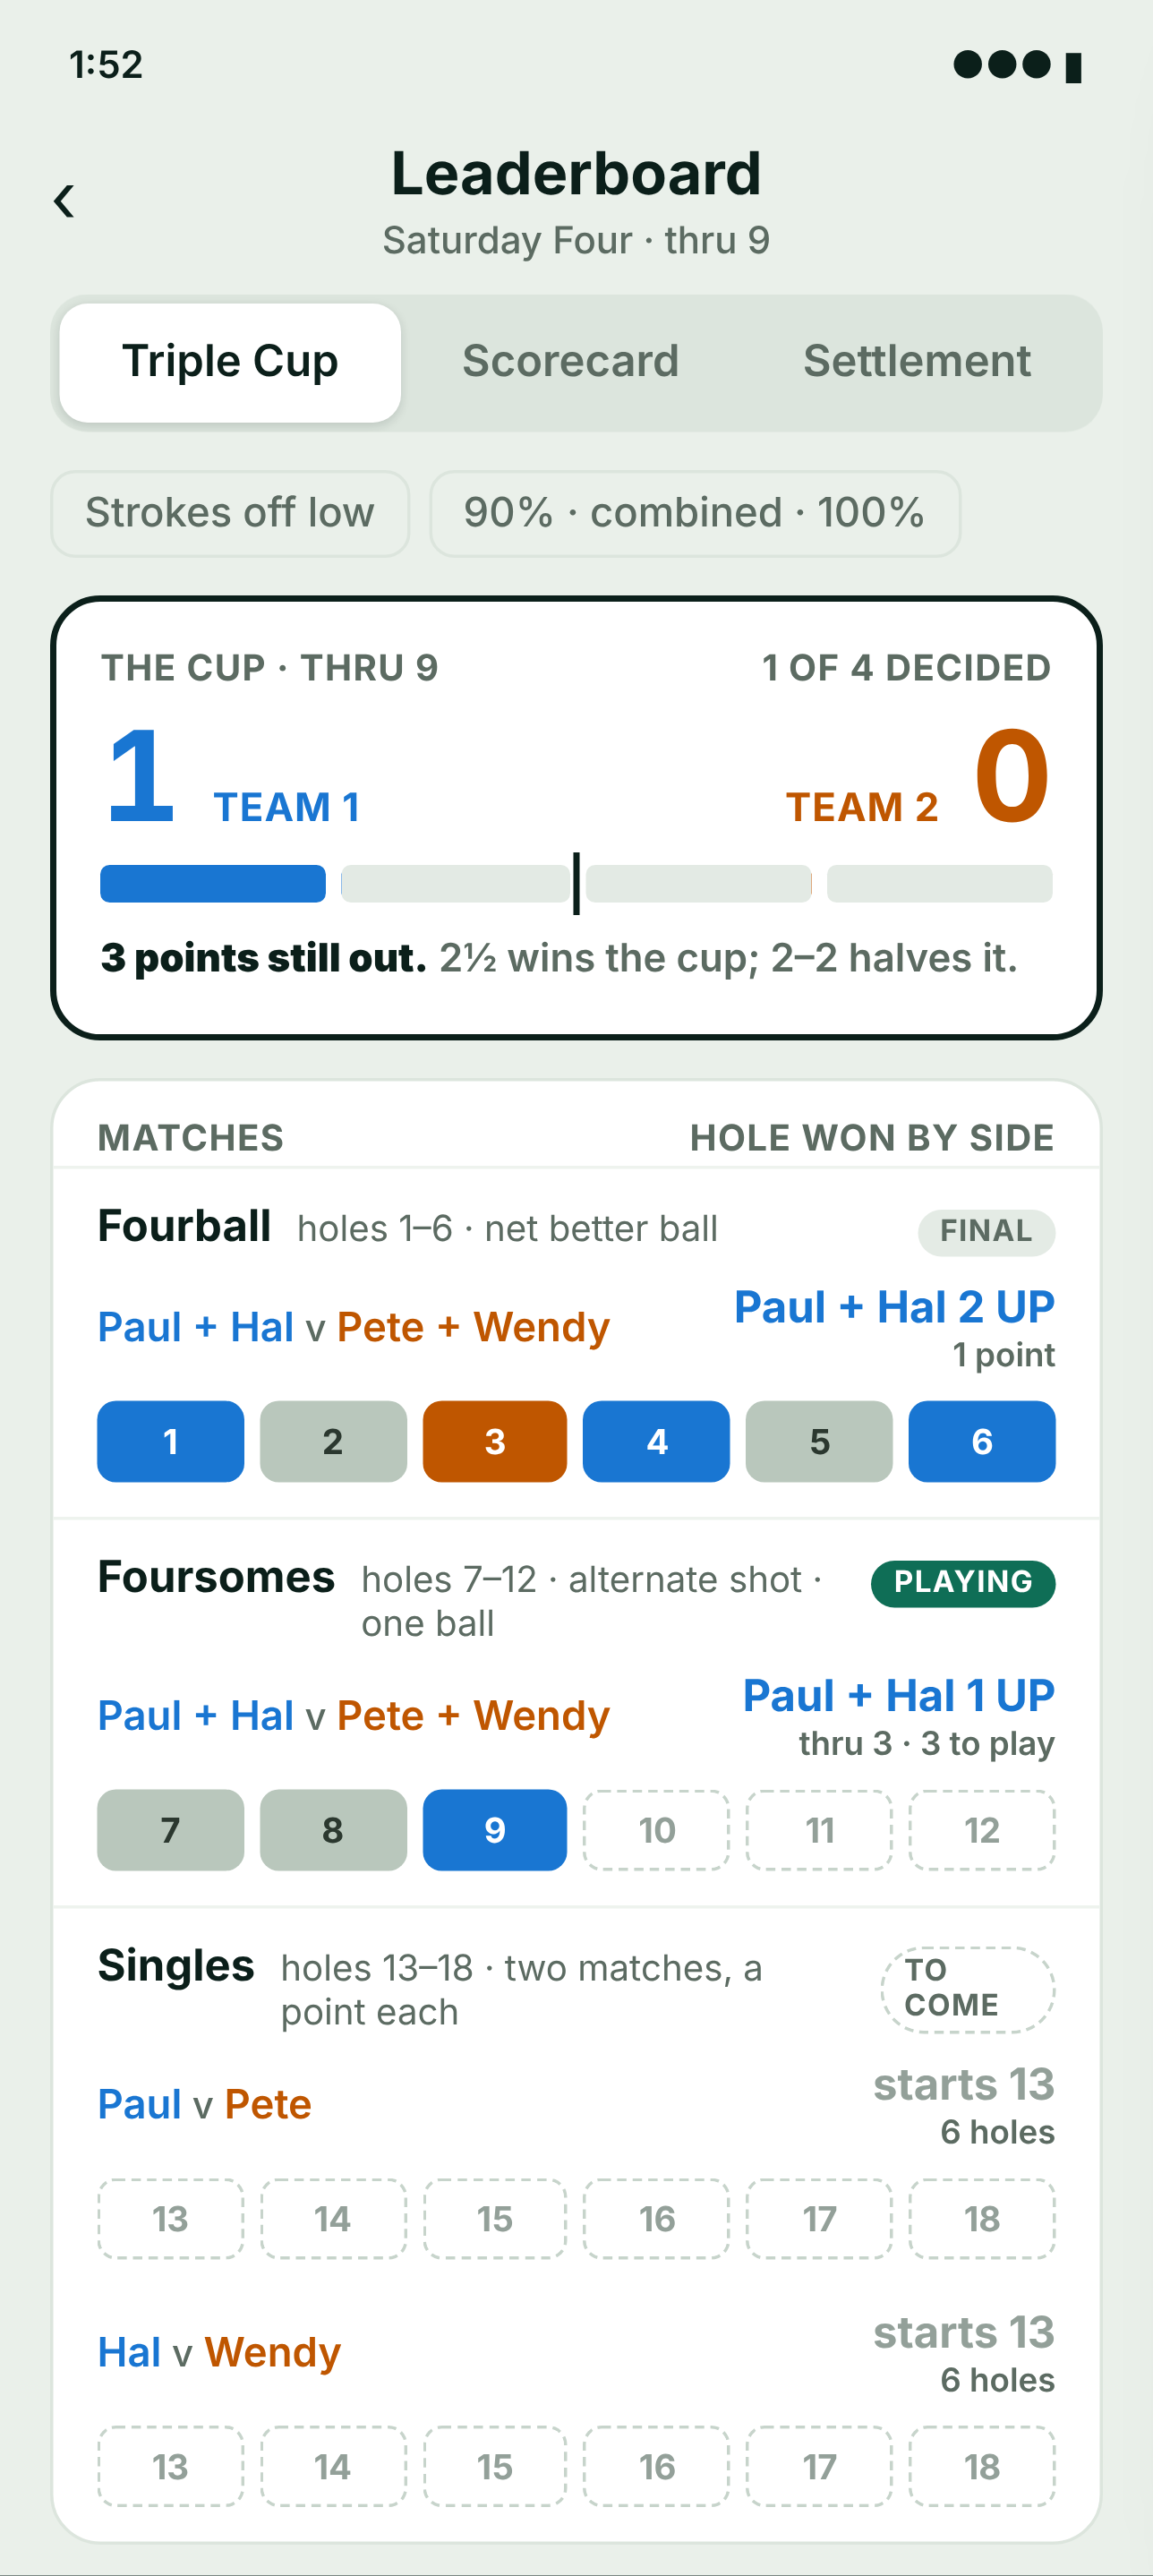 1:52
Leaderboard
Saturday Four · thru 9
Triple Cup
Scorecard
Settlement
Strokes off low
90% · combined · 100%
THE CUP · THRU 9
1 OF 4 DECIDED
1 TEAM 1
TEAM 2 0
3 points still out. 2½ wins the cup; 2–2 halves it.
MATCHES
HOLE WON BY SIDE
Fourball holes 1–6 · net better ball
FINAL
Paul + Hal v Pete + Wendy
Paul + Hal 2 UP
1 point
1 2 3 4 5 6
Foursomes holes 7–12 · alternate shot ·
one ball
PLAYING
Paul + Hal v Pete + Wendy
Paul + Hal 1 UP
thru 3 · 3 to play
7 8 9 10 11 12
Singles holes 13–18 · two matches, a
point each
TO
COME
Paul v Pete
starts 13
6 holes
13 14 15 16 17 18
Hal v Wendy
starts 13
6 holes
13 14 15 16 17 18